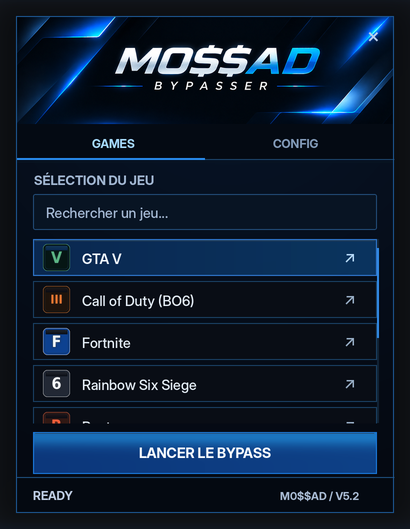 MO$$AD
BYPASSER
GAMES
CONFIG
SÉLECTION DU JEU
Rechercher un jeu...
V
GTA V
III
Call of Duty (BO6)
F
Fortnite
6
Rainbow Six Siege
LANCER LE BYPASS
READY
M0$$AD / V5.2